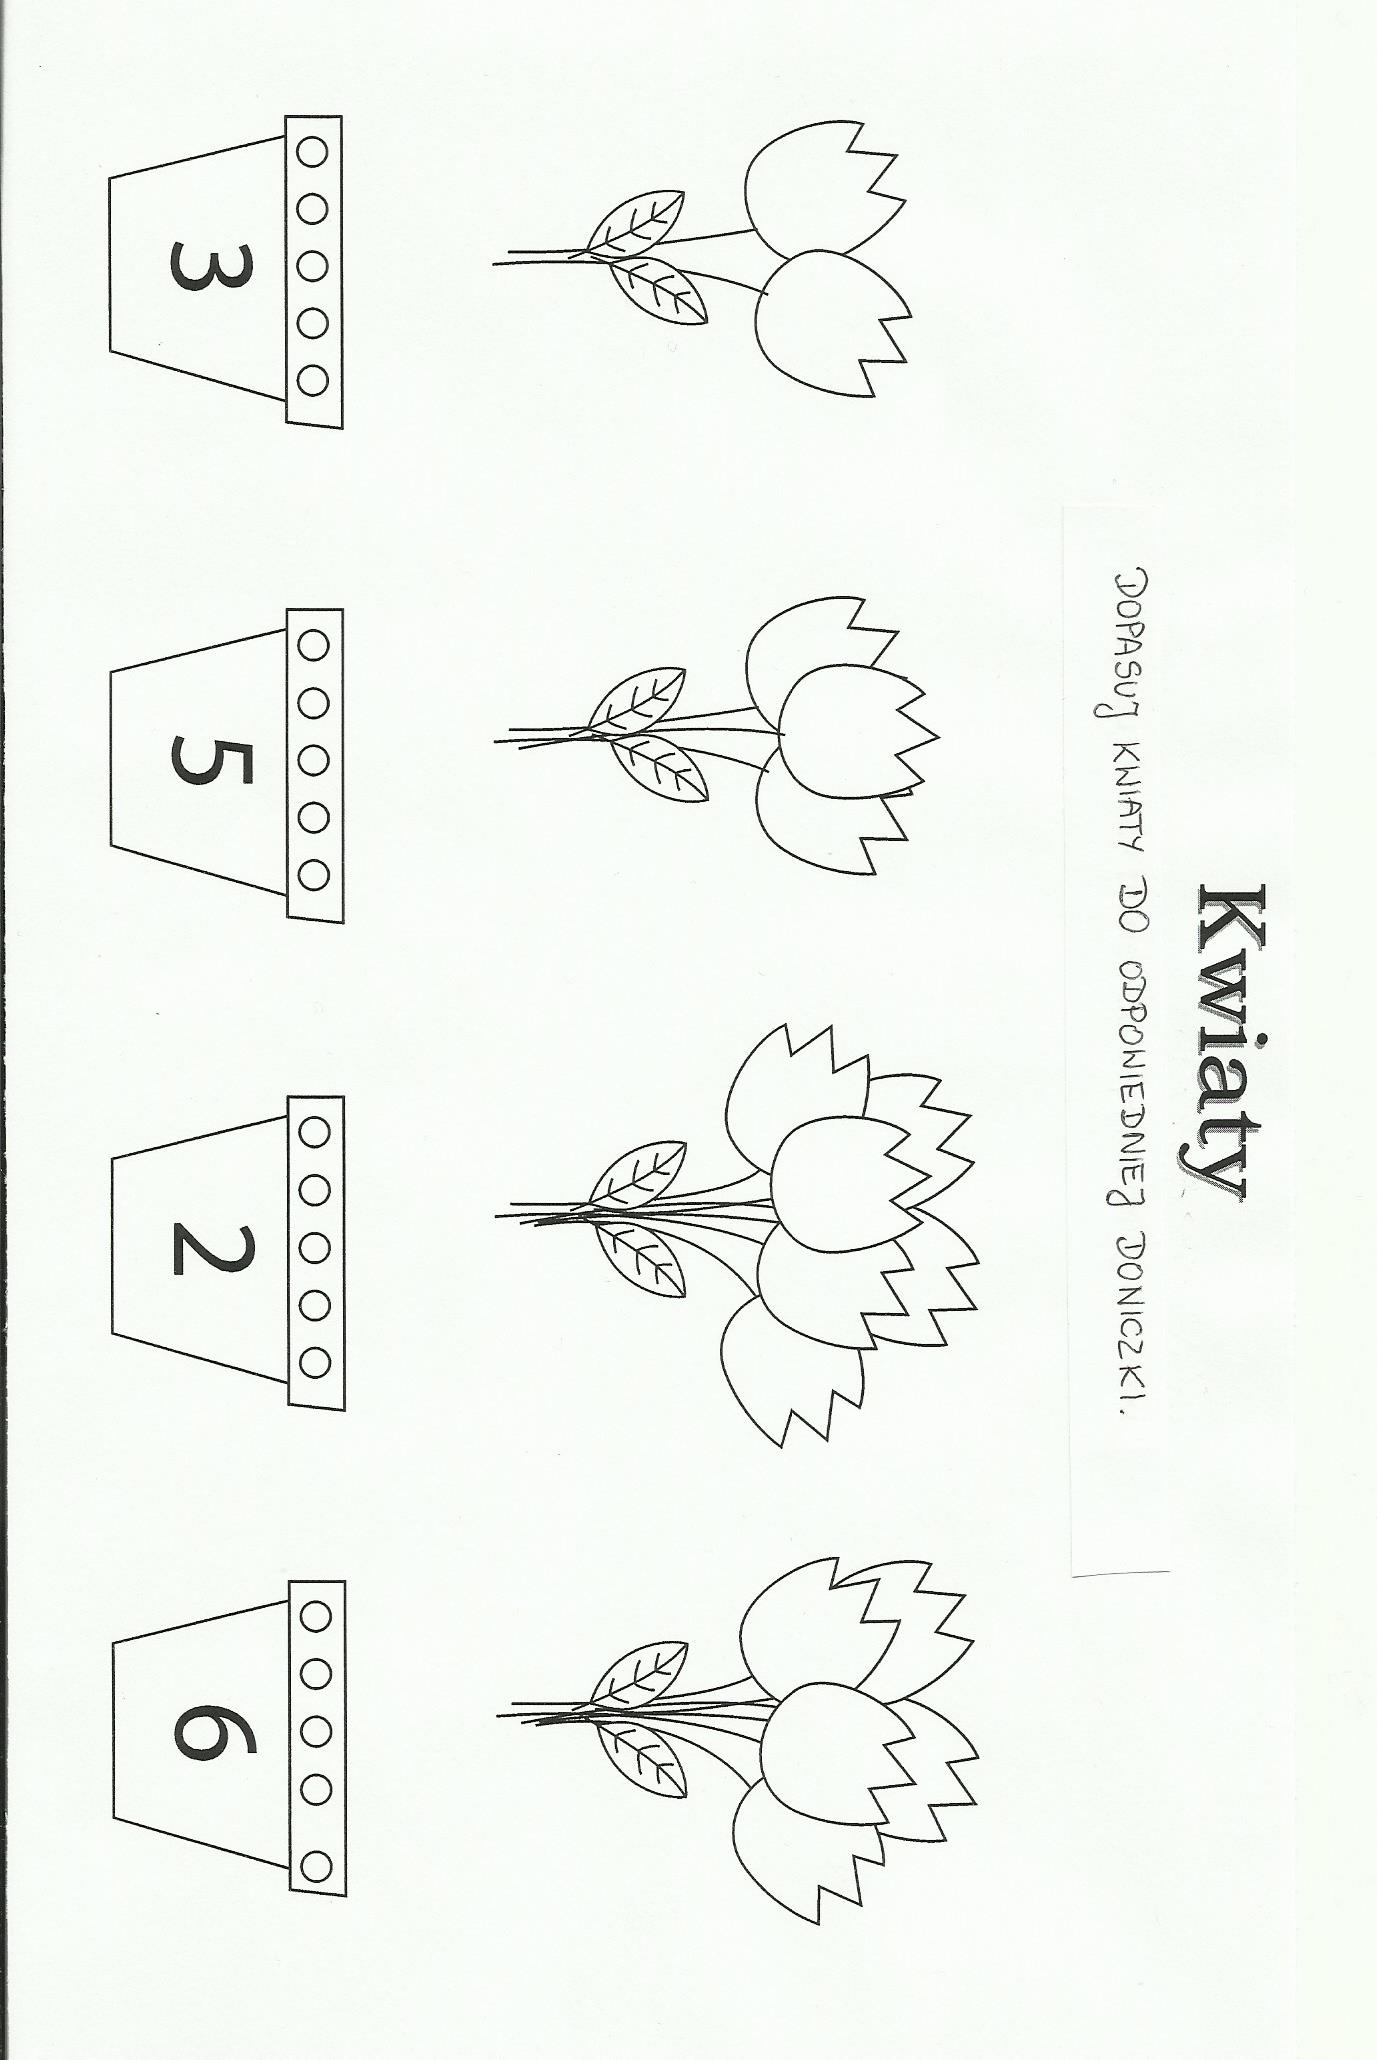 Kwiaty
DOPASUJ KWIATY DO ODPOWIEDNIEJ DONICZKI.
3 5 2 6